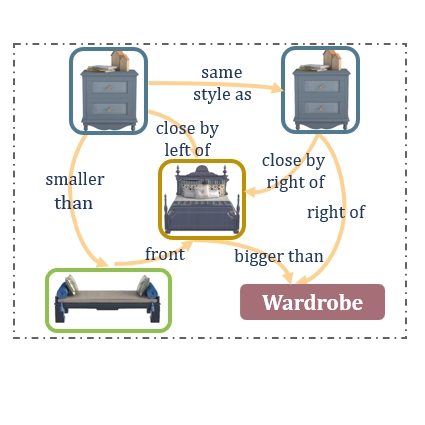 same
style as
close by
left of
close by
right of
smaller
than
right of
front
bigger than
Wardrobe